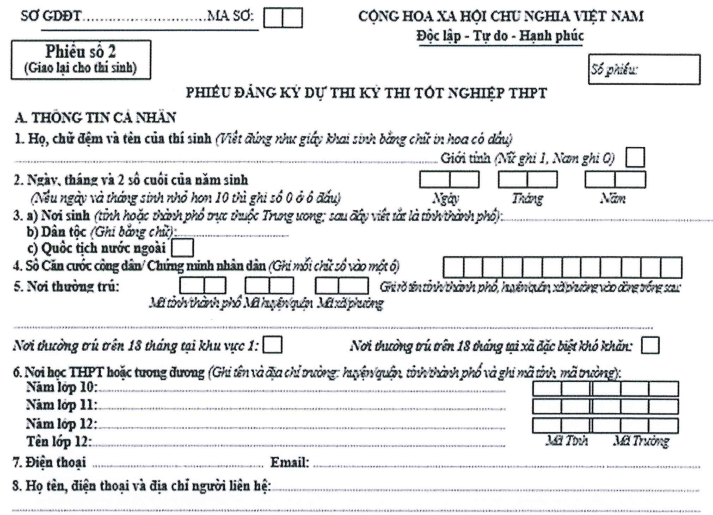 SỞ GDĐT........................................MÃ SỐ:
CỘNG HÒA XÃ HỘI CHỦ NGHĨA VIỆT NAM
Độc lập - Tự do - Hạnh phúc
Phiếu số 2
(Giao lại cho thí sinh)
Số phiếu:
PHIẾU ĐĂNG KÝ DỰ THI KỲ THI TỐT NGHIỆP THPT
A. THÔNG TIN CÁ NHÂN
1. Họ, chữ đệm và tên của thí sinh (Viết đúng như giấy khai sinh bằng chữ in hoa có dấu)
........................................ Giới tính (Nữ ghi 1, Nam ghi 0)
2. Ngày, tháng và 2 số cuối của năm sinh
(Nếu ngày và tháng sinh nhỏ hơn 10 thì ghi số 0 ở ô đầu) Ngày Tháng Năm
3. a) Nơi sinh (tỉnh hoặc thành phố trực thuộc Trung ương; sau đây viết tắt là tỉnh/thành phố):........................................
b) Dân tộc (Ghi bằng chữ):........................................
c) Quốc tịch nước ngoài
4. Số Căn cước công dân/ Chứng minh nhân dân (Ghi mỗi chữ số vào một ô)
5. Nơi thường trú: Ghi rõ tên tỉnh/thành phố, huyện/quận, xã/phường vào dòng trống sau
Mã tỉnh/thành phố Mã huyện/quận Mã xã/phường
Nơi thường trú trên 18 tháng tại khu vực 1: Nơi thường trú trên 18 tháng tại xã đặc biệt khó khăn:
6. Nơi học THPT hoặc tương đương (Ghi tên và địa chỉ trường: huyện/quận, tỉnh/thành phố và ghi mã tỉnh, mã trường):
Năm lớp 10:........................................
Năm lớp 11:........................................
Năm lớp 12:........................................
Tên lớp 12:........................................ Mã Tỉnh Mã Trường
7. Điện thoại ........................................ Email: ........................................
8. Họ tên, điện thoại và địa chỉ người liên hệ:........................................